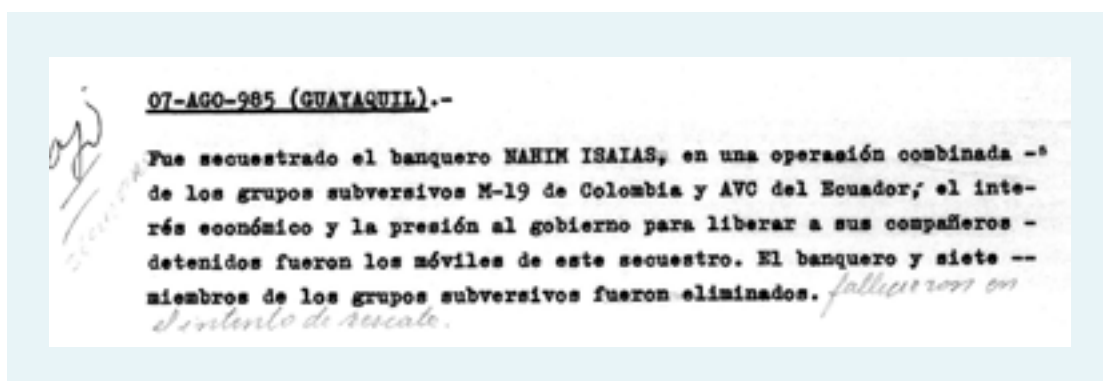 07-AGO-985 (GUAYAQUIL).-
Fue secuestrado el banquero NAHIM ISAIAS, en una operasión combinada -
de los grupos subversivos M-19 de Colombia y AVC del Ecuador; el inte-
rés económico y la presión al gobierno para liberar a sus compañeros -
detenidos fueron los móviles de este secuestro. El banquero y siete --
miembros de los grupos subversivos fueron eliminados. fallecieron en
el intento de rescate.